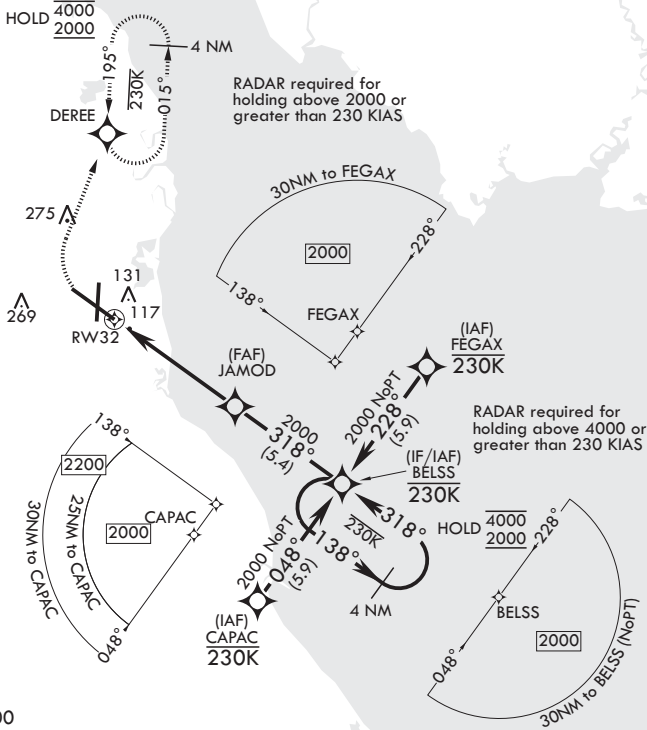 HOLD 4000
2000
195°
230K
015°
4 NM
DEREE
RADAR required for
holding above 2000 or
greater than 230 KIAS
30NM to FEGAX
2000
228°
138°
FEGAX
275
131
117
269
RW32
(FAF)
JAMOD
(IAF)
FEGAX
230K
2000 NoPT
228°
(5.9)
2000
318°
(5.4)
RADAR required for
holding above 4000 or
greater than 230 KIAS
(IF/IAF)
BELSS
230K
138°
2200
2000
CAPAC
30NM to CAPAC
25NM to CAPAC
048°
2000 NoPT
048°
(5.9)
(IAF)
CAPAC
230K
230K
318°
138°
4 NM
HOLD 4000
2000
228°
BELSS
048°
2000
30NM to BELSS (NoPT)
00